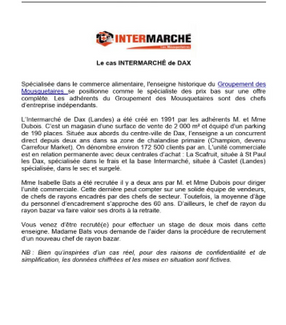 INTERMARCHÉ
Les Mousquetaires
Le cas INTERMARCHÉ de DAX
Spécialisée dans le commerce alimentaire, l'enseigne historique du Groupement des
Mousquetaires se positionne comme le spécialiste des prix bas sur une offre
complète. Les adhérents du Groupement des Mousquetaires sont des chefs
d'entreprise indépendants.
L'Intermarché de Dax (Landes) a été créé en 1991 par les adhérents M. et Mme
Dubois. C'est un magasin d'une surface de vente de 2 000 m² et équipé d'un parking
de 190 places. Située aux abords du centre-ville de Dax, l'enseigne a un concurrent
direct depuis deux ans dans sa zone de chalandise primaire (Champion, devenu
Carrefour Market). On dénombre environ 172 500 clients par an. L'unité commerciale
est en relation permanente avec deux centrales d'achat : La Scafruit, située à St Paul
les Dax, spécialisée dans le frais et la base Intermarché, située à Castet (Landes)
spécialisée, dans le sec et surgelé.
Mme Isabelle Bats a été recrutée il y a deux ans par M. et Mme Dubois pour diriger
l'unité commerciale. Cette dernière peut compter sur une solide équipe de vendeurs,
de chefs de rayons encadrés par des chefs de secteur. Toutefois, la moyenne d'âge
du personnel d'encadrement s'approche des 60 ans. D'ailleurs, le chef de rayon du
rayon bazar va faire valoir ses droits à la retraite.
Vous venez d'être recruté(e) pour effectuer un stage de deux mois dans cette
enseigne. Madame Bats vous demande de l'aider dans la procédure de recrutement
d'un nouveau chef de rayon bazar.
NB : Bien qu'inspirées d'un cas réel, pour des raisons de confidentialité et de
simplification, les données chiffrées et les mises en situation sont fictives.